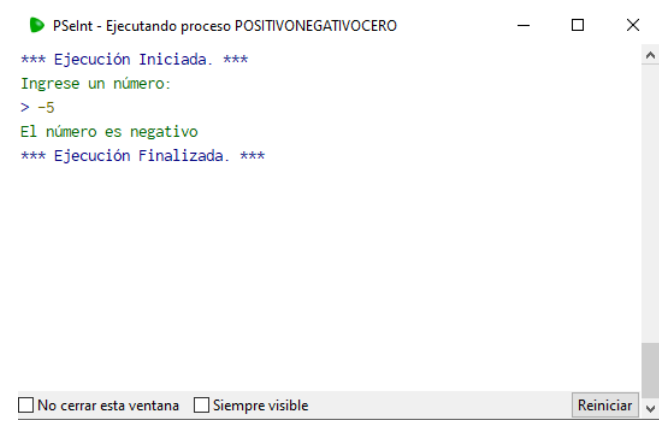 PSeInt - Ejecutando proceso POSITIVONEGATIVOCERO
*** Ejecución Iniciada. ***
Ingrese un número:
> -5
El número es negativo
*** Ejecución Finalizada. ***
No cerrar esta ventana Siempre visible Reiniciar